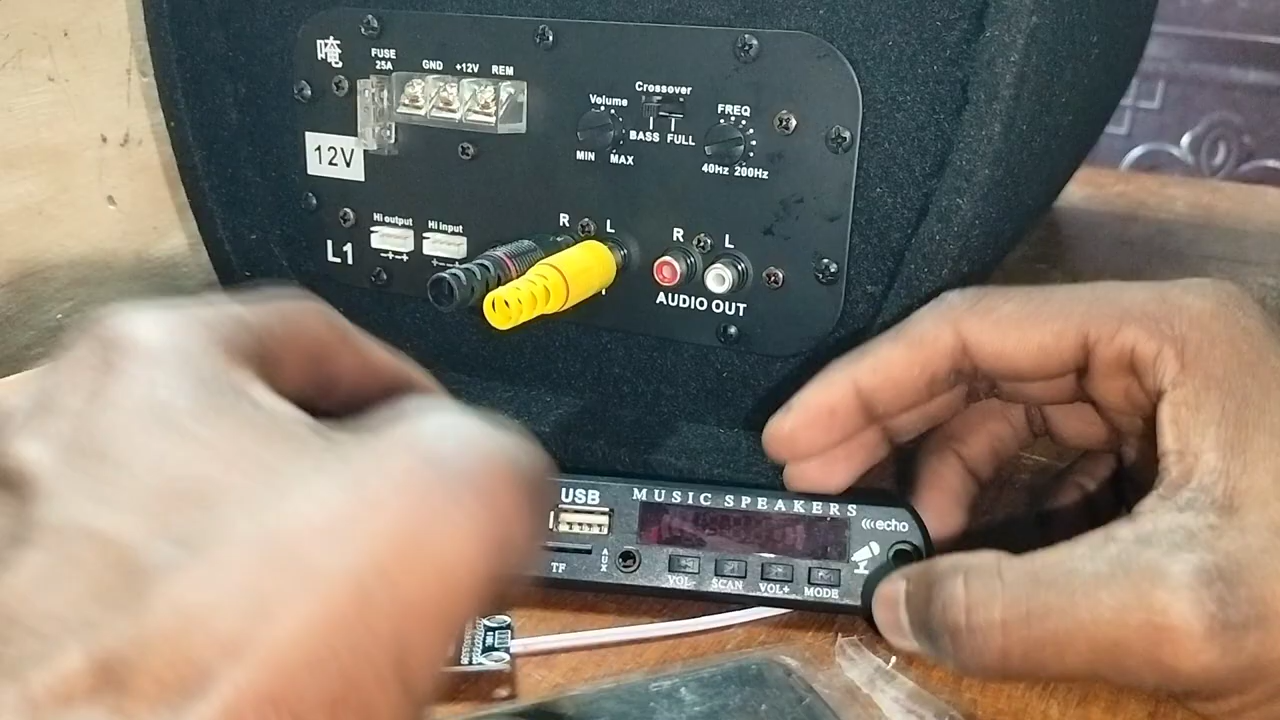 唵
FUSE
25A
GND +12V REM
Volume
Crossover
FREQ
BASS FULL
MIN MAX
40Hz 200Hz
12V
Hi output
Hi Input
R L
R L
L1
AUDIO OUT
USB
MUSIC SPEAKERS
echo
TF
AUX
VOL-
SCAN
VOL+
MODE